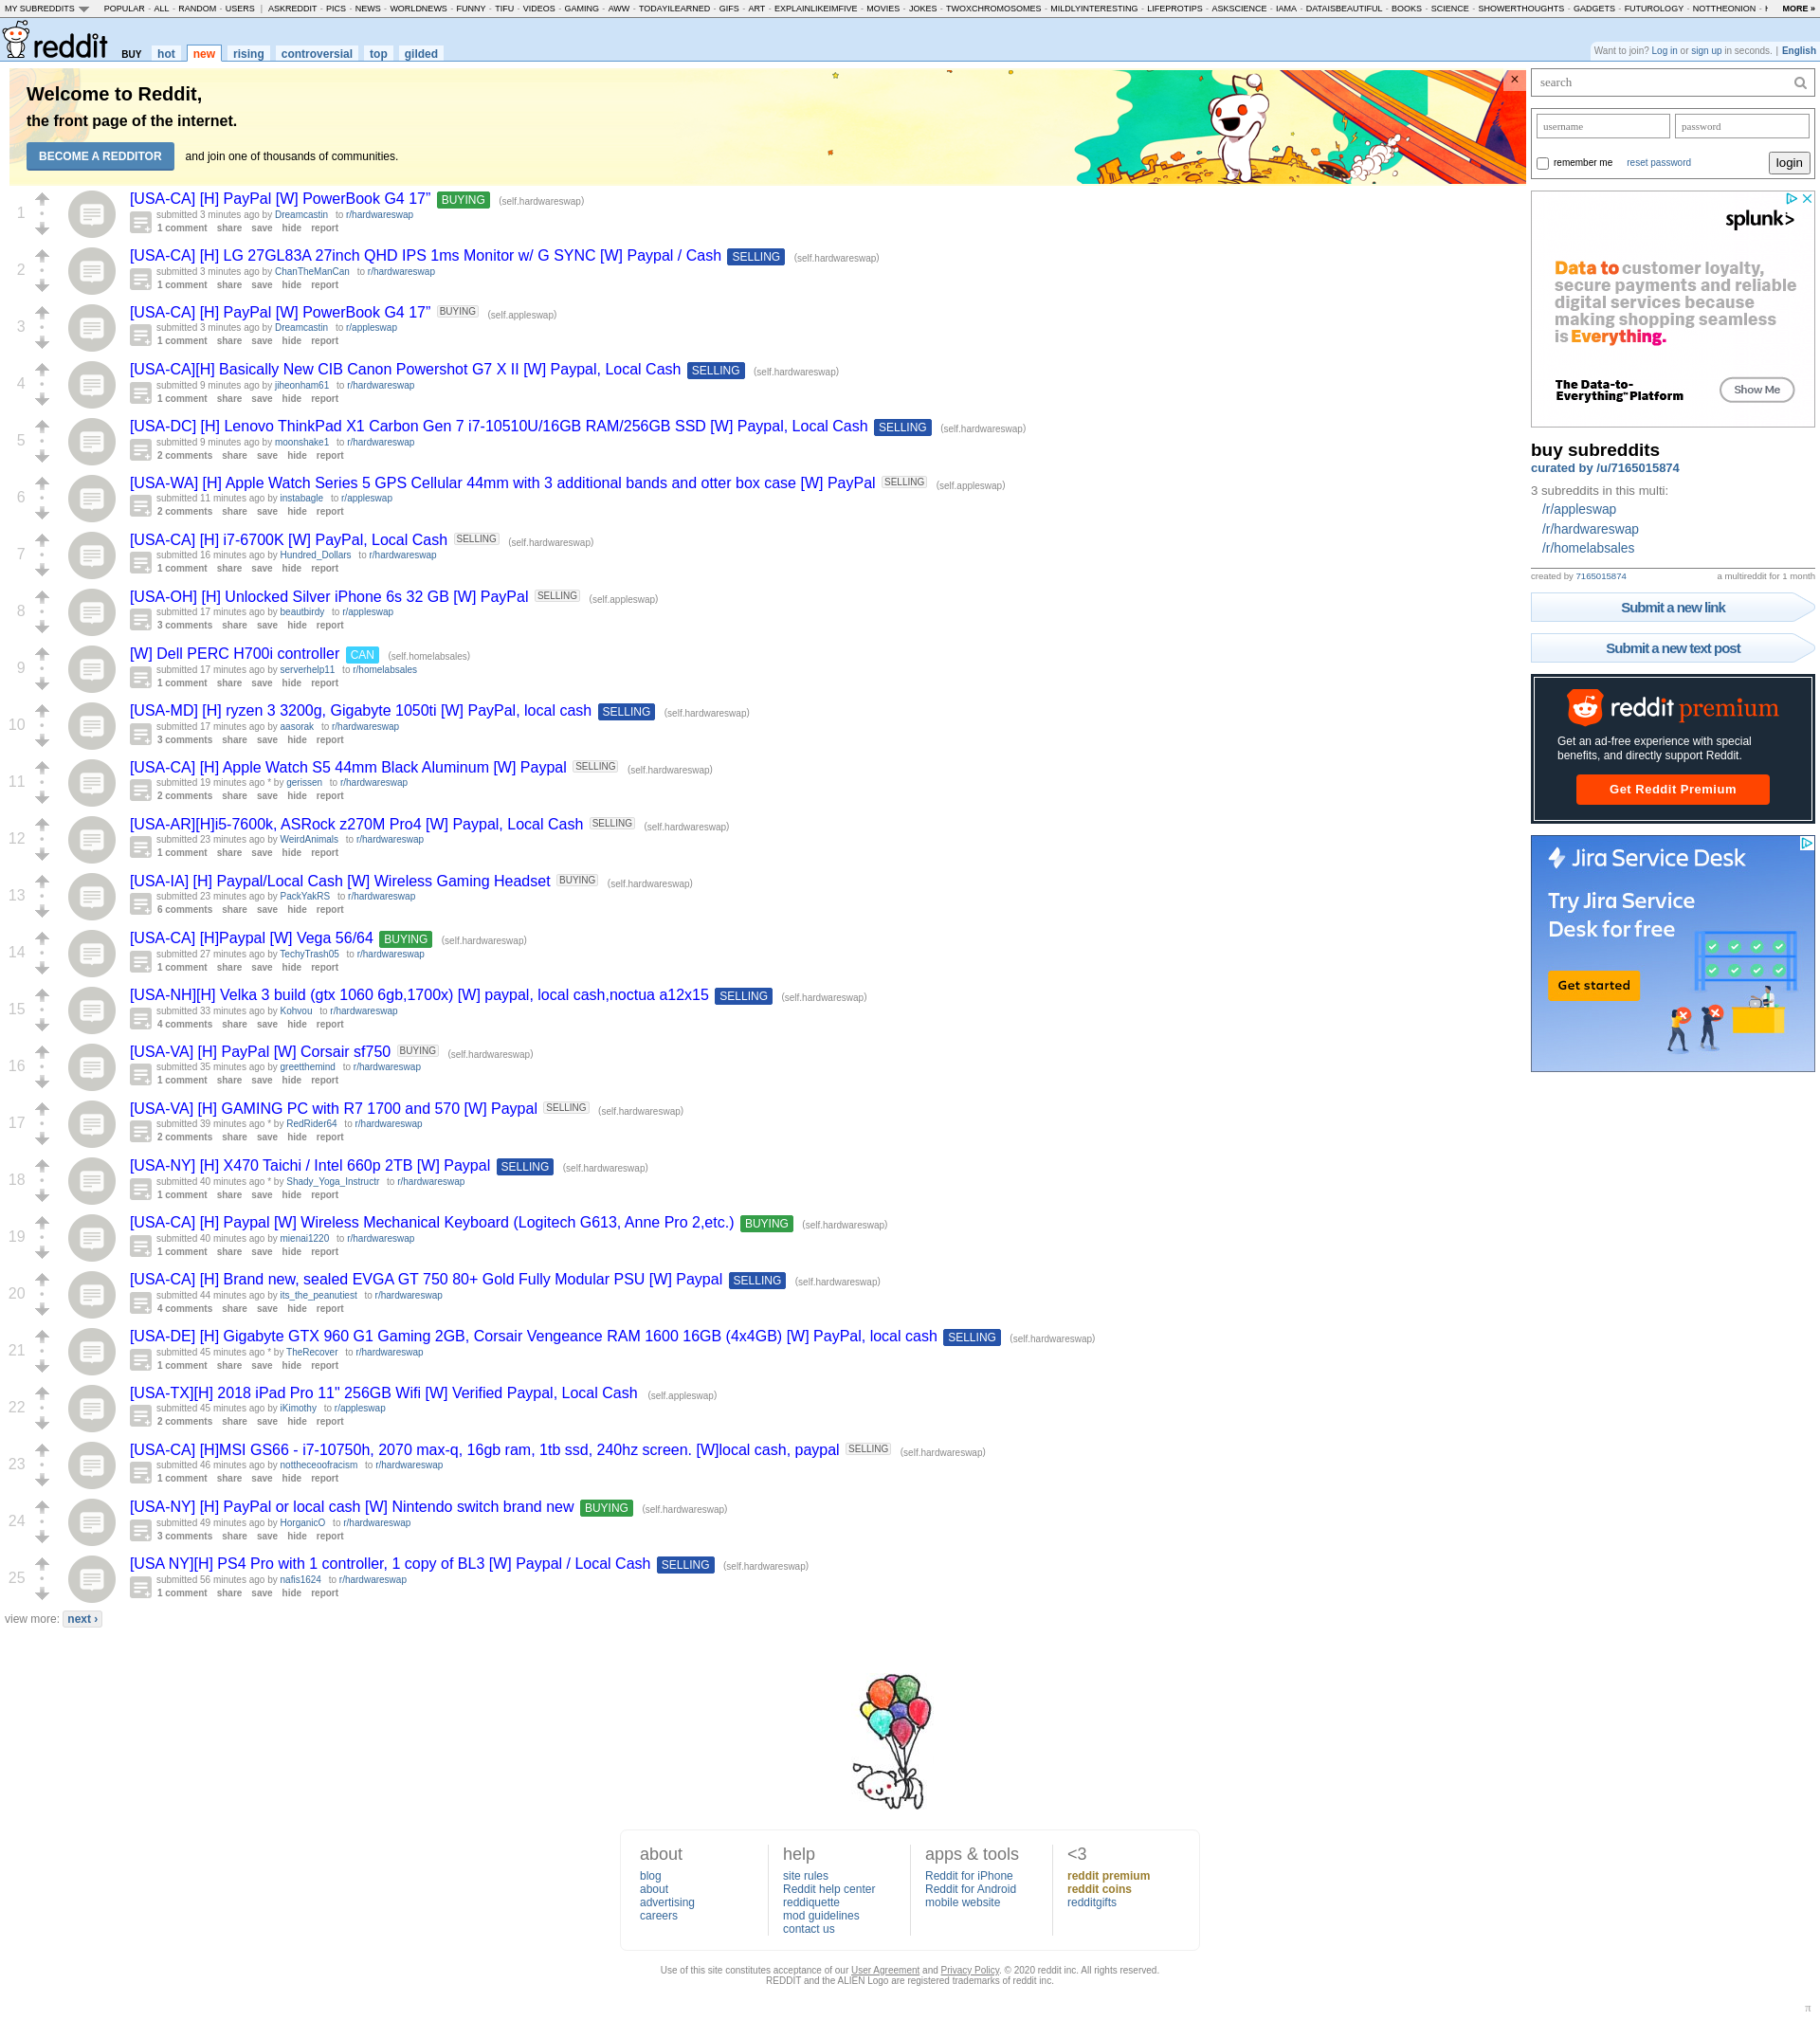 MY SUBREDDITS POPULAR - ALL - RANDOM - USERS | ASKREDDIT - PICS - NEWS - WORLDNEWS - FUNNY - TIFU - VIDEOS - GAMING - AWW - TODAYILEARNED - GIFS - ART - EXPLAINLIKEIMFIVE - MOVIES - JOKES - TWOXCHROMOSOMES - MILDLYINTERESTING - LIFEPROTIPS - ASKSCIENCE - IAMA - DATAISBEAUTIFUL - BOOKS - SCIENCE - SHOWERTHOUGHTS - GADGETS - FUTUROLOGY - NOTTHEONION - MORE »
reddit BUY hot new rising controversial top gilded
Want to join? Log in or sign up in seconds. | English
Welcome to Reddit,
the front page of the internet.
BECOME A REDDITOR and join one of thousands of communities.
×
1
[USA-CA] [H] PayPal [W] PowerBook G4 17” BUYING (self.hardwareswap)
submitted 3 minutes ago by Dreamcastin to r/hardwareswap
1 comment share save hide report
2
[USA-CA] [H] LG 27GL83A 27inch QHD IPS 1ms Monitor w/ G SYNC [W] Paypal / Cash SELLING (self.hardwareswap)
submitted 3 minutes ago by ChanTheManCan to r/hardwareswap
1 comment share save hide report
3
[USA-CA] [H] PayPal [W] PowerBook G4 17” BUYING (self.appleswap)
submitted 3 minutes ago by Dreamcastin to r/appleswap
1 comment share save hide report
4
[USA-CA][H] Basically New CIB Canon Powershot G7 X II [W] Paypal, Local Cash SELLING (self.hardwareswap)
submitted 9 minutes ago by jiheonham61 to r/hardwareswap
1 comment share save hide report
5
[USA-DC] [H] Lenovo ThinkPad X1 Carbon Gen 7 i7-10510U/16GB RAM/256GB SSD [W] Paypal, Local Cash SELLING (self.hardwareswap)
submitted 9 minutes ago by moonshake1 to r/hardwareswap
2 comments share save hide report
6
[USA-WA] [H] Apple Watch Series 5 GPS Cellular 44mm with 3 additional bands and otter box case [W] PayPal SELLING (self.appleswap)
submitted 11 minutes ago by instabagle to r/appleswap
2 comments share save hide report
7
[USA-CA] [H] i7-6700K [W] PayPal, Local Cash SELLING (self.hardwareswap)
submitted 16 minutes ago by Hundred_Dollars to r/hardwareswap
1 comment share save hide report
8
[USA-OH] [H] Unlocked Silver iPhone 6s 32 GB [W] PayPal SELLING (self.appleswap)
submitted 17 minutes ago by beautbirdy to r/appleswap
3 comments share save hide report
9
[W] Dell PERC H700i controller CAN (self.homelabsales)
submitted 17 minutes ago by serverhelp11 to r/homelabsales
1 comment share save hide report
10
[USA-MD] [H] ryzen 3 3200g, Gigabyte 1050ti [W] PayPal, local cash SELLING (self.hardwareswap)
submitted 17 minutes ago by aasorak to r/hardwareswap
3 comments share save hide report
11
[USA-CA] [H] Apple Watch S5 44mm Black Aluminum [W] Paypal SELLING (self.hardwareswap)
submitted 19 minutes ago * by gerissen to r/hardwareswap
2 comments share save hide report
12
[USA-AR][H]i5-7600k, ASRock z270M Pro4 [W] Paypal, Local Cash SELLING (self.hardwareswap)
submitted 23 minutes ago by WeirdAnimals to r/hardwareswap
1 comment share save hide report
13
[USA-IA] [H] Paypal/Local Cash [W] Wireless Gaming Headset BUYING (self.hardwareswap)
submitted 23 minutes ago by PackYakRS to r/hardwareswap
6 comments share save hide report
14
[USA-CA] [H]Paypal [W] Vega 56/64 BUYING (self.hardwareswap)
submitted 27 minutes ago by TechyTrash05 to r/hardwareswap
1 comment share save hide report
15
[USA-NH][H] Velka 3 build (gtx 1060 6gb,1700x) [W] paypal, local cash,noctua a12x15 SELLING (self.hardwareswap)
submitted 33 minutes ago by Kohvou to r/hardwareswap
4 comments share save hide report
16
[USA-VA] [H] PayPal [W] Corsair sf750 BUYING (self.hardwareswap)
submitted 35 minutes ago by greetthemind to r/hardwareswap
1 comment share save hide report
17
[USA-VA] [H] GAMING PC with R7 1700 and 570 [W] Paypal SELLING (self.hardwareswap)
submitted 39 minutes ago * by RedRider64 to r/hardwareswap
2 comments share save hide report
18
[USA-NY] [H] X470 Taichi / Intel 660p 2TB [W] Paypal SELLING (self.hardwareswap)
submitted 40 minutes ago * by Shady_Yoga_Instructr to r/hardwareswap
1 comment share save hide report
19
[USA-CA] [H] Paypal [W] Wireless Mechanical Keyboard (Logitech G613, Anne Pro 2,etc.) BUYING (self.hardwareswap)
submitted 40 minutes ago by mienai1220 to r/hardwareswap
1 comment share save hide report
20
[USA-CA] [H] Brand new, sealed EVGA GT 750 80+ Gold Fully Modular PSU [W] Paypal SELLING (self.hardwareswap)
submitted 44 minutes ago by its_the_peanutiest to r/hardwareswap
4 comments share save hide report
21
[USA-DE] [H] Gigabyte GTX 960 G1 Gaming 2GB, Corsair Vengeance RAM 1600 16GB (4x4GB) [W] PayPal, local cash SELLING (self.hardwareswap)
submitted 45 minutes ago * by TheRecover to r/hardwareswap
1 comment share save hide report
22
[USA-TX][H] 2018 iPad Pro 11" 256GB Wifi [W] Verified Paypal, Local Cash (self.appleswap)
submitted 45 minutes ago by iKimothy to r/appleswap
2 comments share save hide report
23
[USA-CA] [H]MSI GS66 - i7-10750h, 2070 max-q, 16gb ram, 1tb ssd, 240hz screen. [W]local cash, paypal SELLING (self.hardwareswap)
submitted 46 minutes ago by nottheceoofracism to r/hardwareswap
1 comment share save hide report
24
[USA-NY] [H] PayPal or local cash [W] Nintendo switch brand new BUYING (self.hardwareswap)
submitted 49 minutes ago by HorganicO to r/hardwareswap
3 comments share save hide report
25
[USA NY][H] PS4 Pro with 1 controller, 1 copy of BL3 [W] Paypal / Local Cash SELLING (self.hardwareswap)
submitted 56 minutes ago by nafis1624 to r/hardwareswap
1 comment share save hide report
view more: next ›
search
username password
remember me reset password login
splunk>
Data to customer loyalty,
secure payments and reliable
digital services because
making shopping seamless
is Everything.
The Data-to-
Everything™ Platform
Show Me
buy subreddits
curated by /u/7165015874
3 subreddits in this multi:
/r/appleswap
/r/hardwareswap
/r/homelabsales
created by 7165015874 a multireddit for 1 month
Submit a new link
Submit a new text post
reddit premium
Get an ad-free experience with special
benefits, and directly support Reddit.
Get Reddit Premium
Jira Service Desk
Try Jira Service
Desk for free
Get started
about
blog
about
advertising
careers
help
site rules
Reddit help center
reddiquette
mod guidelines
contact us
apps & tools
Reddit for iPhone
Reddit for Android
mobile website
<3
reddit premium
reddit coins
redditgifts
Use of this site constitutes acceptance of our User Agreement and Privacy Policy. © 2020 reddit inc. All rights reserved.
REDDIT and the ALIEN Logo are registered trademarks of reddit inc.
π